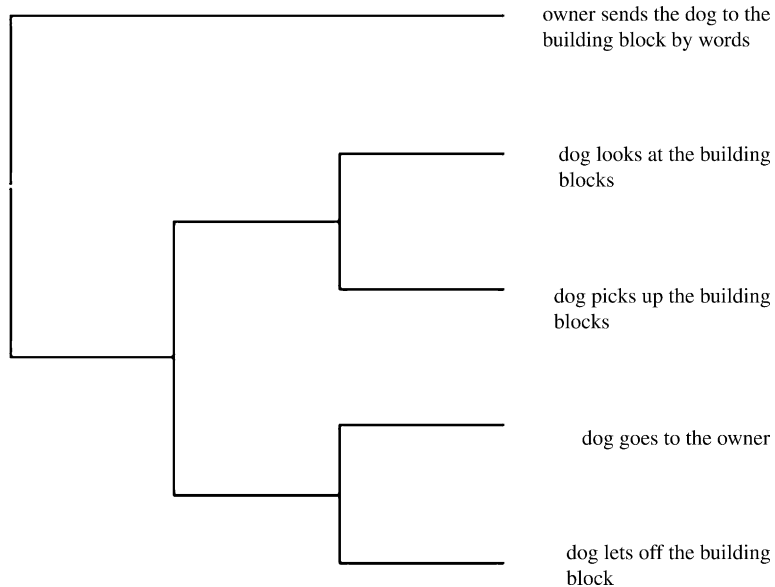 owner sends the dog to the
building block by words
dog looks at the building
blocks
dog picks up the building
blocks
dog goes to the owner
dog lets off the building
block